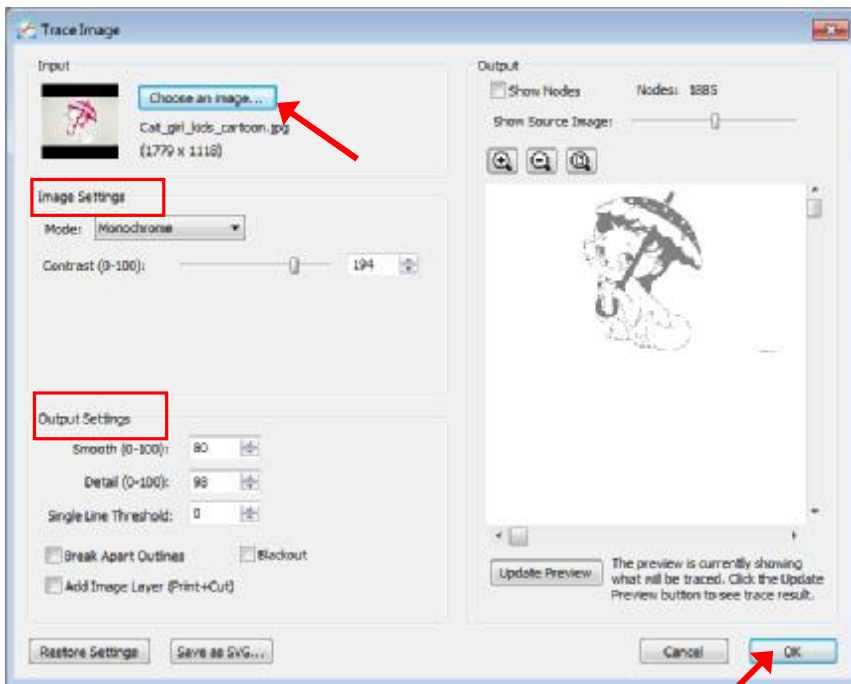 Trace Image
Input
Choose an image...
Cat_girl_kids_cartoon.jpg
(1779 x 1118)
Image Settings
Mode: Monochrome
Contrast (0-100): 194
Output Settings
Smooth (0-100): 80
Detail (0-100): 98
Single Line Threshold: 0
Break Apart Outlines Blackout
Add Image Layer (Print+Cut)
Restore Settings Save as SVG...
Output
Show Nodes Nodes: 1885
Show Source Image:
Update Preview
The preview is currently showing
what will be traced. Click the Update
Preview button to see trace result.
Cancel OK